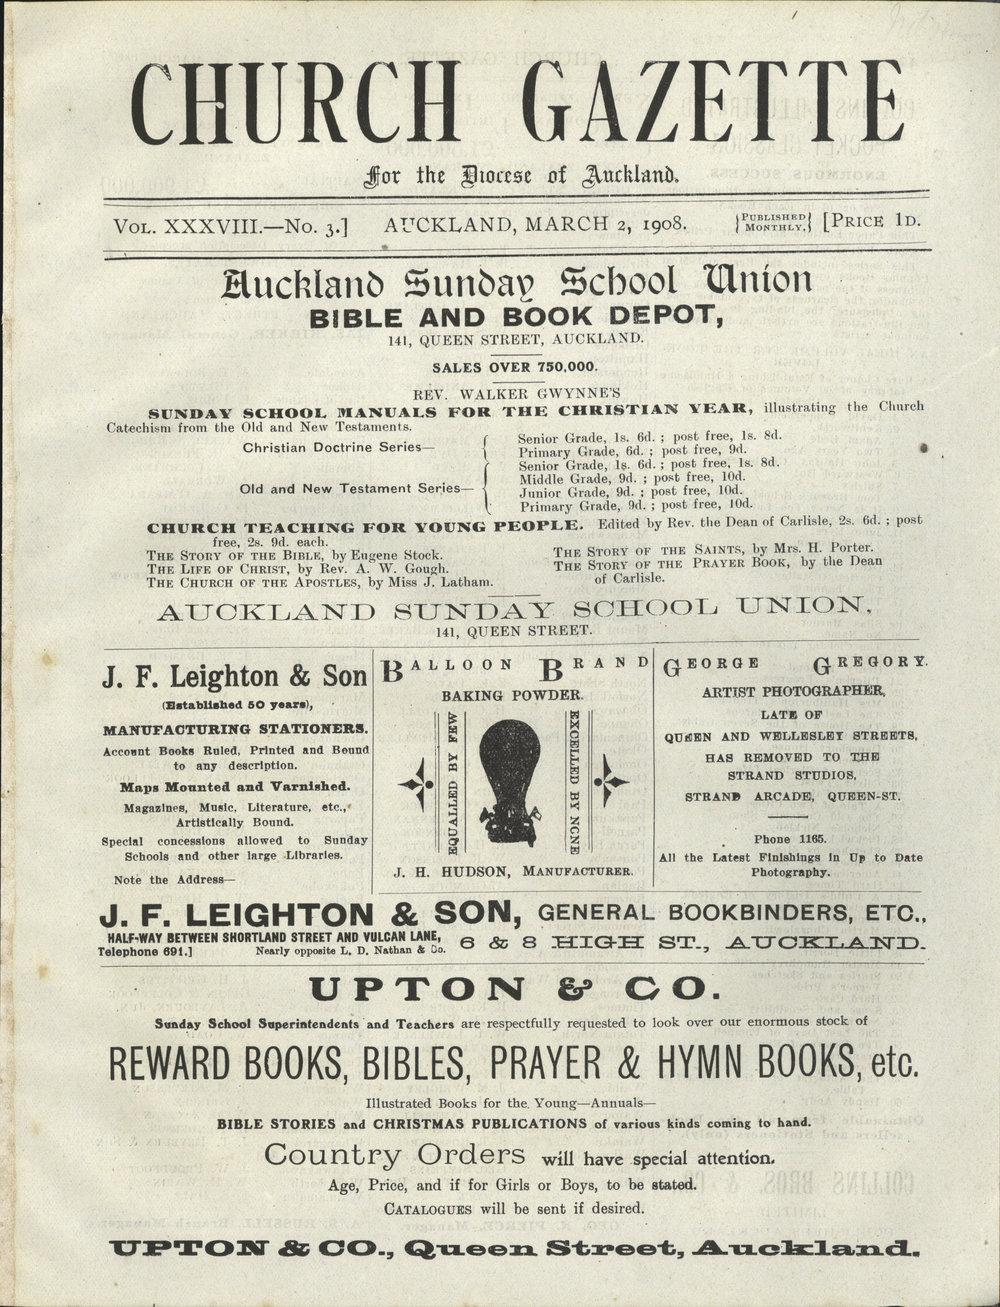 CHURCH GAZETTE
For the Diocese of Auckland.
VOL. XXXVIII.—No. 3.] AUCKLAND, MARCH 2, 1908. {PUBLISHED MONTHLY.} [PRICE 1D.
Auckland Sunday School Union
BIBLE AND BOOK DEPOT,
141, QUEEN STREET, AUCKLAND.
SALES OVER 750,000.
REV. WALKER GWYNNE'S
SUNDAY SCHOOL MANUALS FOR THE CHRISTIAN YEAR, illustrating the Church
Catechism from the Old and New Testaments.
Christian Doctrine Series—
Senior Grade, 1s. 6d. ; post free, 1s. 8d.
Primary Grade, 6d. ; post free, 9d.
Old and New Testament Series—
Senior Grade, 1s. 6d. ; post free, 1s. 8d.
Middle Grade, 9d. ; post free, 10d.
Junior Grade, 9d. ; post free, 10d.
Primary Grade, 9d. ; post free, 10d.
CHURCH TEACHING FOR YOUNG PEOPLE. Edited by Rev. the Dean of Carlisle, 2s. 6d. ; post
free, 2s. 9d. each.
THE STORY OF THE BIBLE, by Eugene Stock.
THE LIFE OF CHRIST, by Rev. A. W. Gough.
THE CHURCH OF THE APOSTLES, by Miss J. Latham.
THE STORY OF THE SAINTS, by Mrs. H. Porter.
THE STORY OF THE PRAYER BOOK, by the Dean
of Carlisle.
AUCKLAND SUNDAY SCHOOL UNION,
141, QUEEN STREET.
J. F. Leighton & Son
(Established 50 years),
MANUFACTURING STATIONERS.
Account Books Ruled, Printed and Bound
to any description.
Maps Mounted and Varnished.
Magazines, Music, Literature, etc.,
Artistically Bound.
Special concessions allowed to Sunday
Schools and other large Libraries.
Note the Address—
BALLOON BRAND
BAKING POWDER.
EQUALLED BY FEW
EXCELLED BY NONE
J. H. HUDSON, MANUFACTURER.
GEORGE GREGORY.
ARTIST PHOTOGRAPHER,
LATE OF
QUEEN AND WELLESLEY STREETS,
HAS REMOVED TO THE
STRAND STUDIOS,
STRAND ARCADE, QUEEN-ST.
Phone 1165.
All the Latest Finishings in Up to Date
Photography.
J. F. LEIGHTON & SON, GENERAL BOOKBINDERS, ETC.,
HALF-WAY BETWEEN SHORTLAND STREET AND VULCAN LANE,
Telephone 691.] Nearly opposite L. D. Nathan & Co.
6 & 8 HIGH ST., AUCKLAND.
UPTON & CO.
Sunday School Superintendents and Teachers are respectfully requested to look over our enormous stock of
REWARD BOOKS, BIBLES, PRAYER & HYMN BOOKS, etc.
Illustrated Books for the Young—Annuals—
BIBLE STORIES and CHRISTMAS PUBLICATIONS of various kinds coming to hand.
Country Orders will have special attention.
Age, Price, and if for Girls or Boys, to be stated.
CATALOGUES will be sent if desired.
UPTON & CO., Queen Street, Auckland.